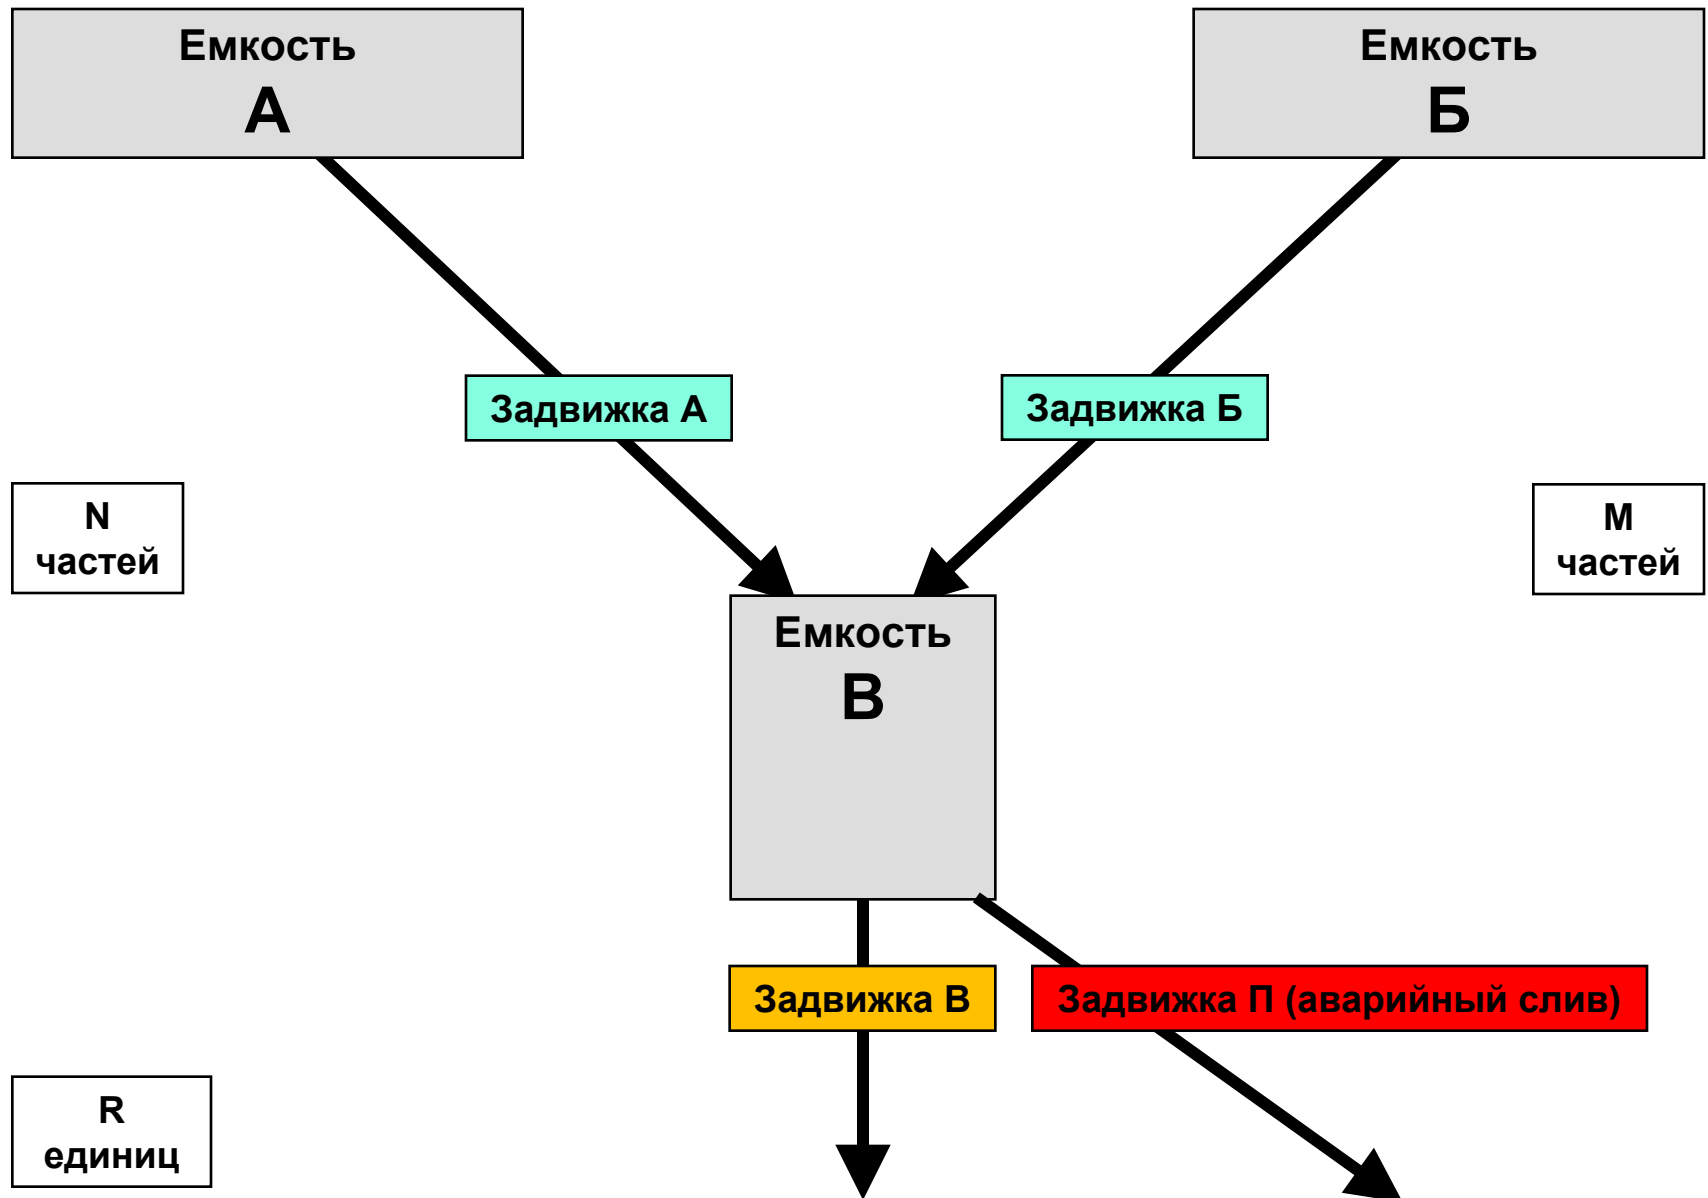 Емкость
А
Емкость
Б
Задвижка А
Задвижка Б
N
частей
M
частей
Емкость
В
Задвижка В
Задвижка П (аварийный слив)
R
единиц